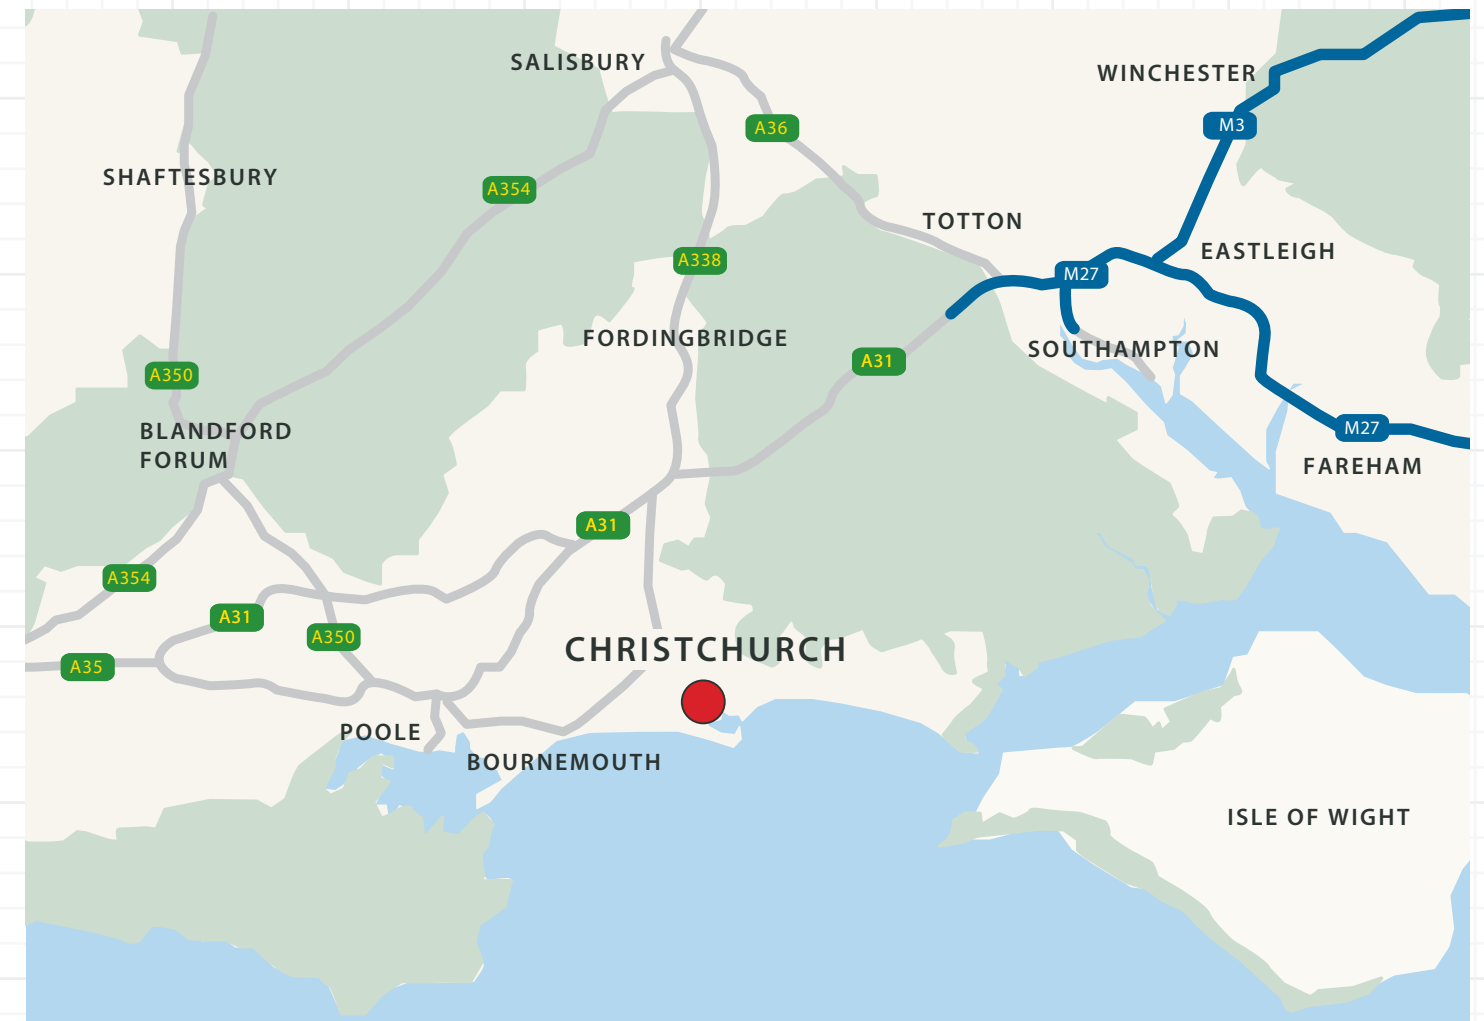 SALISBURY
WINCHESTER
M3
A36
SHAFTESBURY
A354
TOTTON
EASTLEIGH
A338
M27
FORDINGBRIDGE
SOUTHAMPTON
A31
A350
M27
BLANDFORD
FORUM
FAREHAM
A31
A354
A31
A350
CHRISTCHURCH
A35
POOLE
BOURNEMOUTH
ISLE OF WIGHT